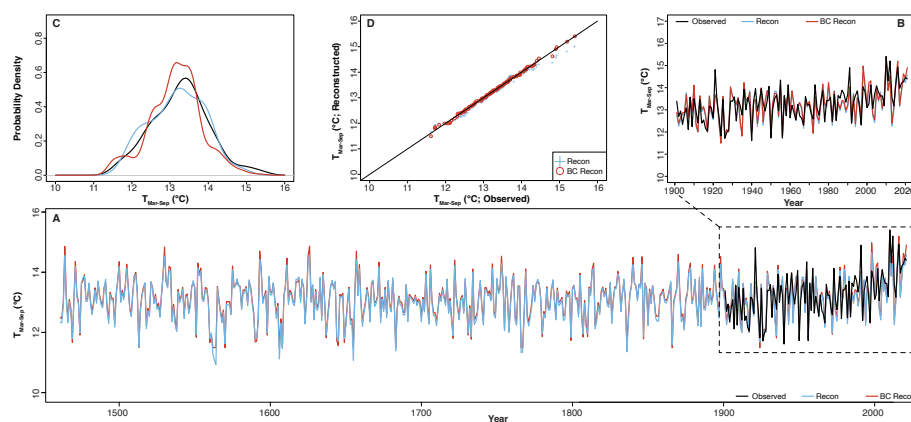 C
Probability Density
0.0 0.2 0.4 0.6 0.8
10 11 12 13 14 15 16
TMar-Sep (°C)
D
TMar-Sep (°C; Reconstructed)
10 11 12 13 14 15 16
Recon
BC Recon
10 11 12 13 14 15 16
TMar-Sep (°C; Observed)
Observed Recon BC Recon B
TMar-Sep (°C)
10 11 12 13 14 15 16 17
1900 1920 1940 1960 1980 2000 2020
Year
A
TMar-Sep (°C)
10 12 14 16
Observed Recon BC Recon
1500 1600 1700 1800 1900 2000
Year